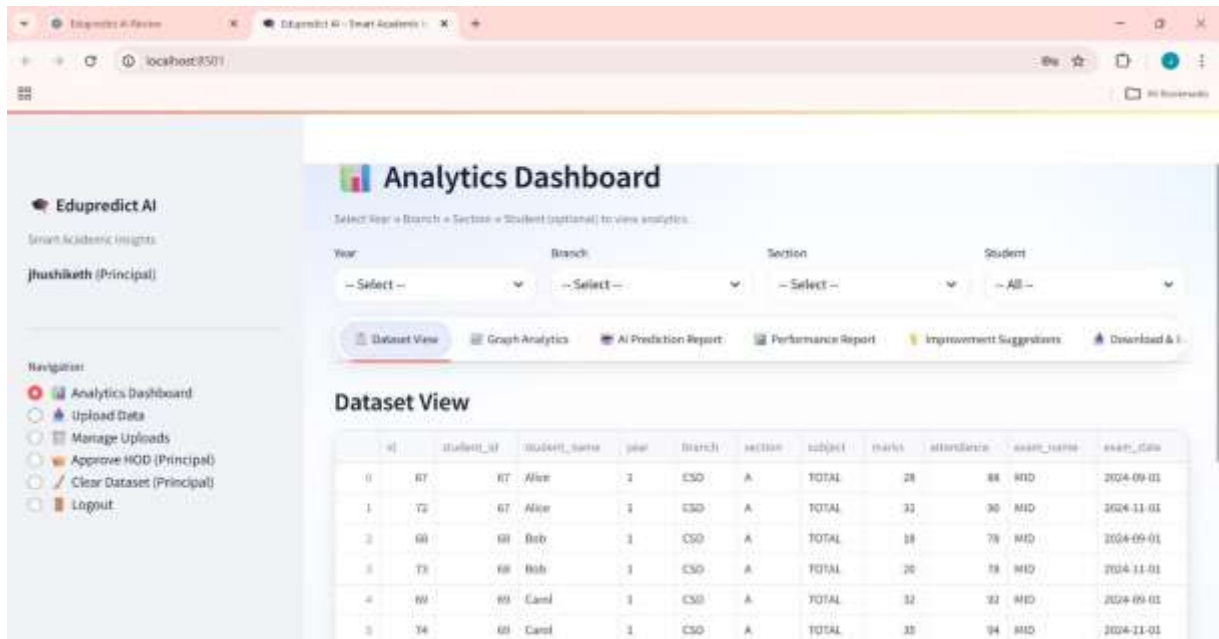 Edupredict AI Review
Edupredict AI - Smart Academic I
localhost:8501
All Bookmarks
Edupredict AI
Smart Academic Insights
jhushiketh (Principal)
Navigation
Analytics Dashboard
Upload Data
Manage Uploads
Approve HOD (Principal)
Clear Dataset (Principal)
Logout
Analytics Dashboard
Select Year → Branch → Section → Student (optional) to view analytics.
Year Branch Section Student
-- Select -- -- Select -- -- Select -- -- All --
Dataset View Graph Analytics AI Prediction Report Performance Report Improvement Suggestions Download &
Dataset View
id student_id student_name year branch section subject marks attendance exam_name exam_date
0 67 67 Alice 1 CSD A TOTAL 28 88 MID 2024-09-01
1 72 67 Alice 1 CSD A TOTAL 90 MID 2024-11-01
2 68 68 Bob 1 CSD A TOTAL 18 78 MID 2024-09-01
3 73 68 Bob 1 CSD A TOTAL 20 78 MID 2024-11-01
4 69 69 Carol 1 CSD A TOTAL 32 92 MID 2024-09-01
5 74 69 Carol 1 CSD A TOTAL 94 MID 2024-11-01